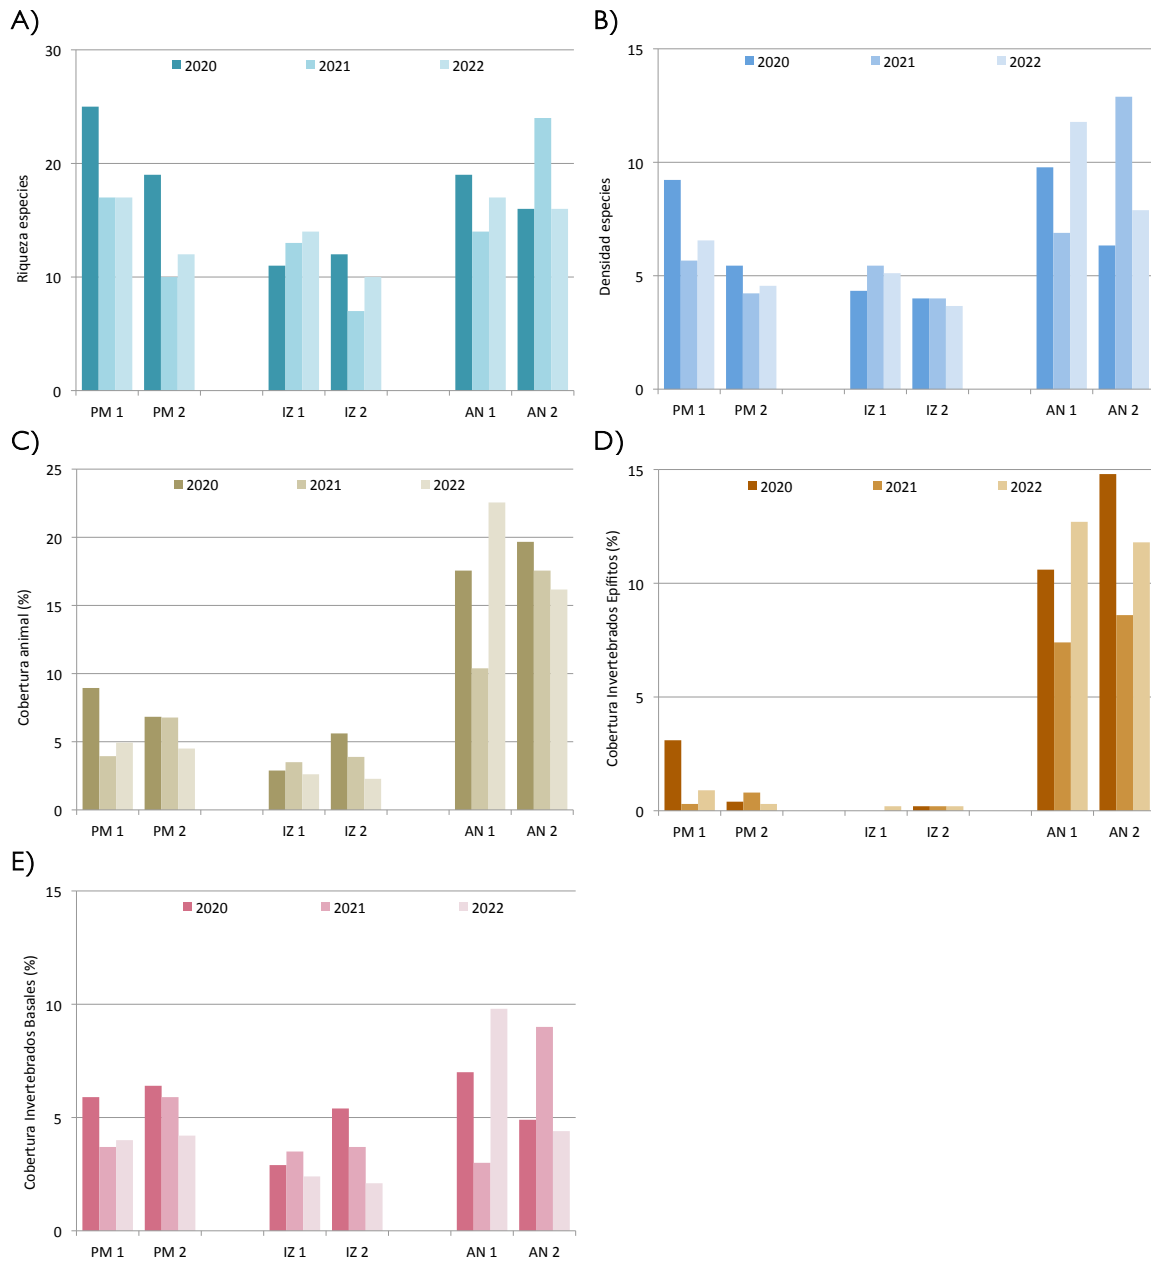 A)
30
20
10
0
Riqueza especies
2020 2021 2022
PM 1 PM 2 IZ 1 IZ 2 AN 1 AN 2
B)
15
10
5
0
Densidad especies
2020 2021 2022
PM 1 PM 2 IZ 1 IZ 2 AN 1 AN 2
C)
25
20
15
10
5
0
Cobertura animal (%)
2020 2021 2022
PM 1 PM 2 IZ 1 IZ 2 AN 1 AN 2
D)
15
10
5
0
Cobertura Invertebrados Epífitos (%)
2020 2021 2022
PM 1 PM 2 IZ 1 IZ 2 AN 1 AN 2
E)
15
10
5
0
Cobertura Invertebrados Basales (%)
2020 2021 2022
PM 1 PM 2 IZ 1 IZ 2 AN 1 AN 2